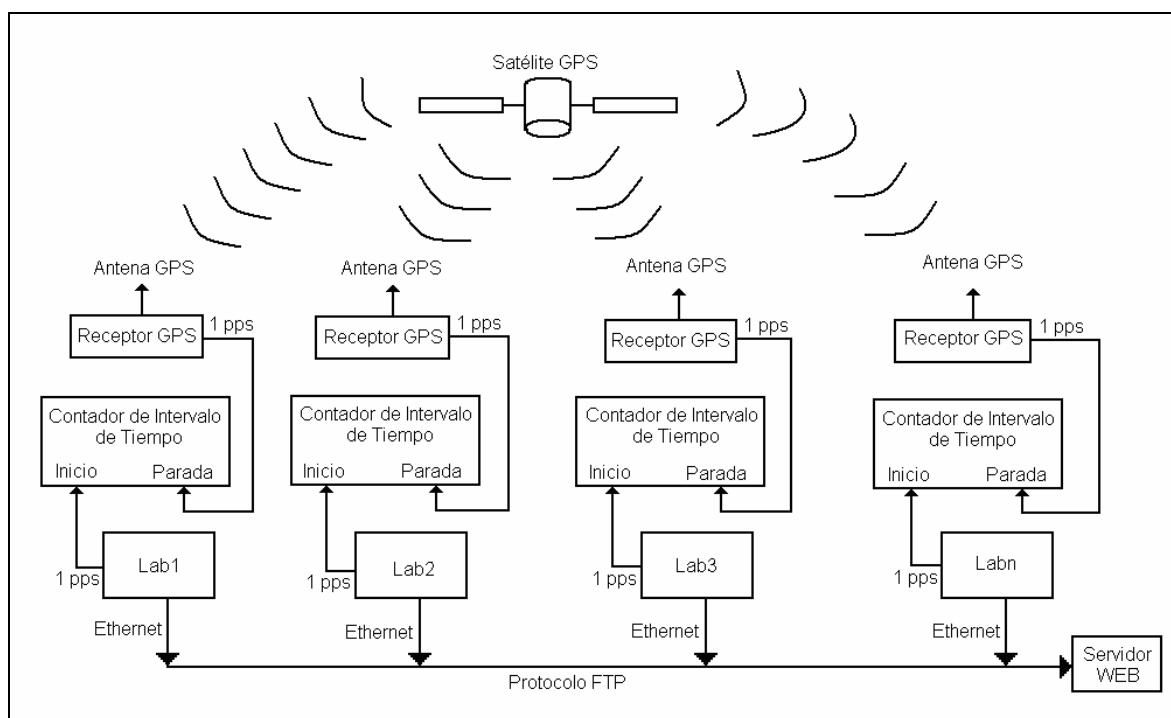 Satélite GPS
Antena GPS
Antena GPS
Antena GPS
Antena GPS
1 pps
1 pps
1 pps
1 pps
Receptor GPS
Receptor GPS
Receptor GPS
Receptor GPS
Contador de Intervalo
de Tiempo
Inicio Parada
Contador de Intervalo
de Tiempo
Inicio Parada
Contador de Intervalo
de Tiempo
Inicio Parada
Contador de Intervalo
de Tiempo
Inicio Parada
1 pps
Lab1
1 pps
Lab2
1 pps
Lab3
1 pps
Labn
Ethernet
Ethernet
Ethernet
Ethernet
Protocolo FTP
Servidor
WEB